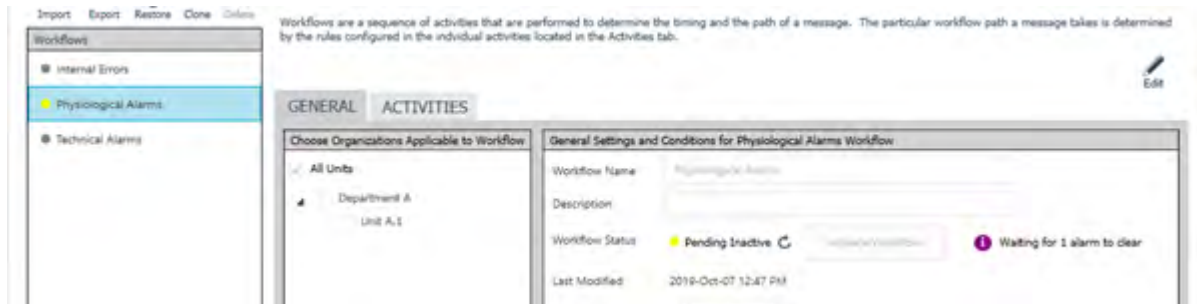 Import Export Restore Clone Delete
Workflows are a sequence of activities that are performed to determine the timing and the path of a message. The particular workflow path a message takes is determined
by the rules configured in the indvidual activities located in the Activities tab.
Workflows
Internal Errors
Physiological Alarms
Technical Alarms
Edit
GENERAL ACTIVITIES
Choose Organizations Applicable to Workflow
All Units
Department A
Unit A.1
General Settings and Conditions for Physiological Alarms Workflow
Workflow Name Physiological Alarms
Description
Workflow Status Pending Inactive Waiting for 1 alarm to clear
Last Modified 2019-Oct-07 12:47 PM